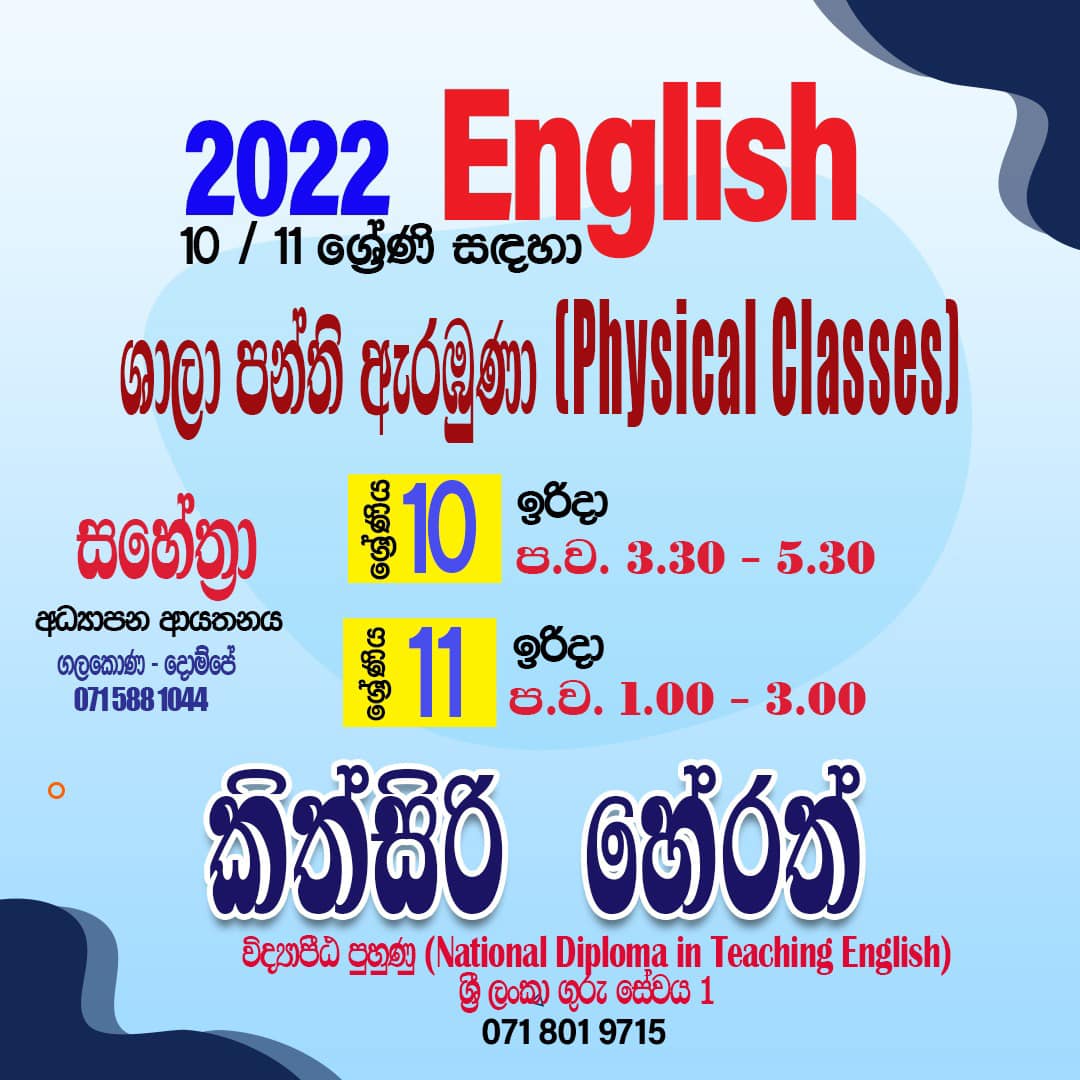 2022 English
10 / 11 ශ්‍රේණි සඳහා
ශාලා පන්ති ඇරඹුණා (Physical Classes)
සහේත්‍රා
අධ්‍යාපන ආයතනය
ගලකොණ - දොම්පේ
071 588 1044
ශ්‍රේණිය 10 ඉරිදා
ප.ව. 3.30 - 5.30
ශ්‍රේණිය 11 ඉරිදා
ප.ව. 1.00 - 3.00
කිත්සිරි හේරත්
විද්‍යාපීඨ පුහුණු (National Diploma in Teaching English)
ශ්‍රී ලංකා ගුරු සේවය 1
071 801 9715